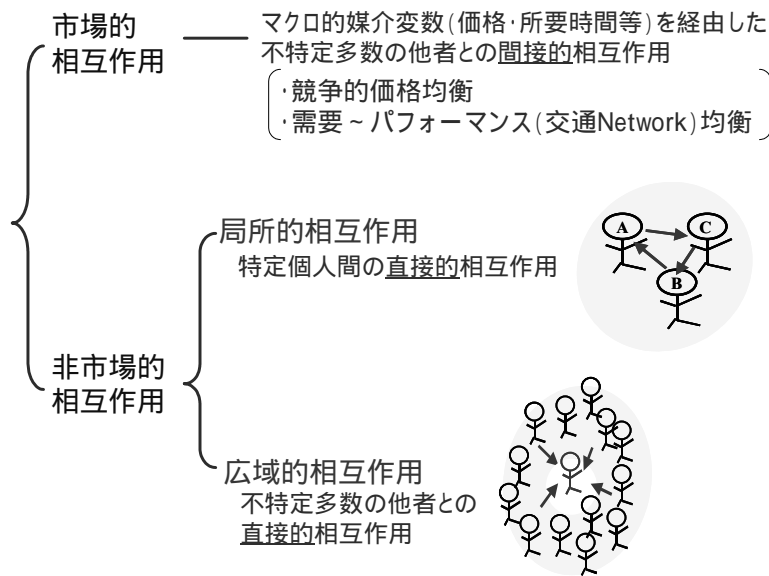 市場的
相互作用
マクロ的媒介変数(価格・所要時間等)を経由した
不特定多数の他者との間接的相互作用
・競争的価格均衡
・需要~パフォーマンス(交通Network)均衡
局所的相互作用
特定個人間の直接的相互作用
A
C
B
非市場的
相互作用
広域的相互作用
不特定多数の他者との
直接的相互作用